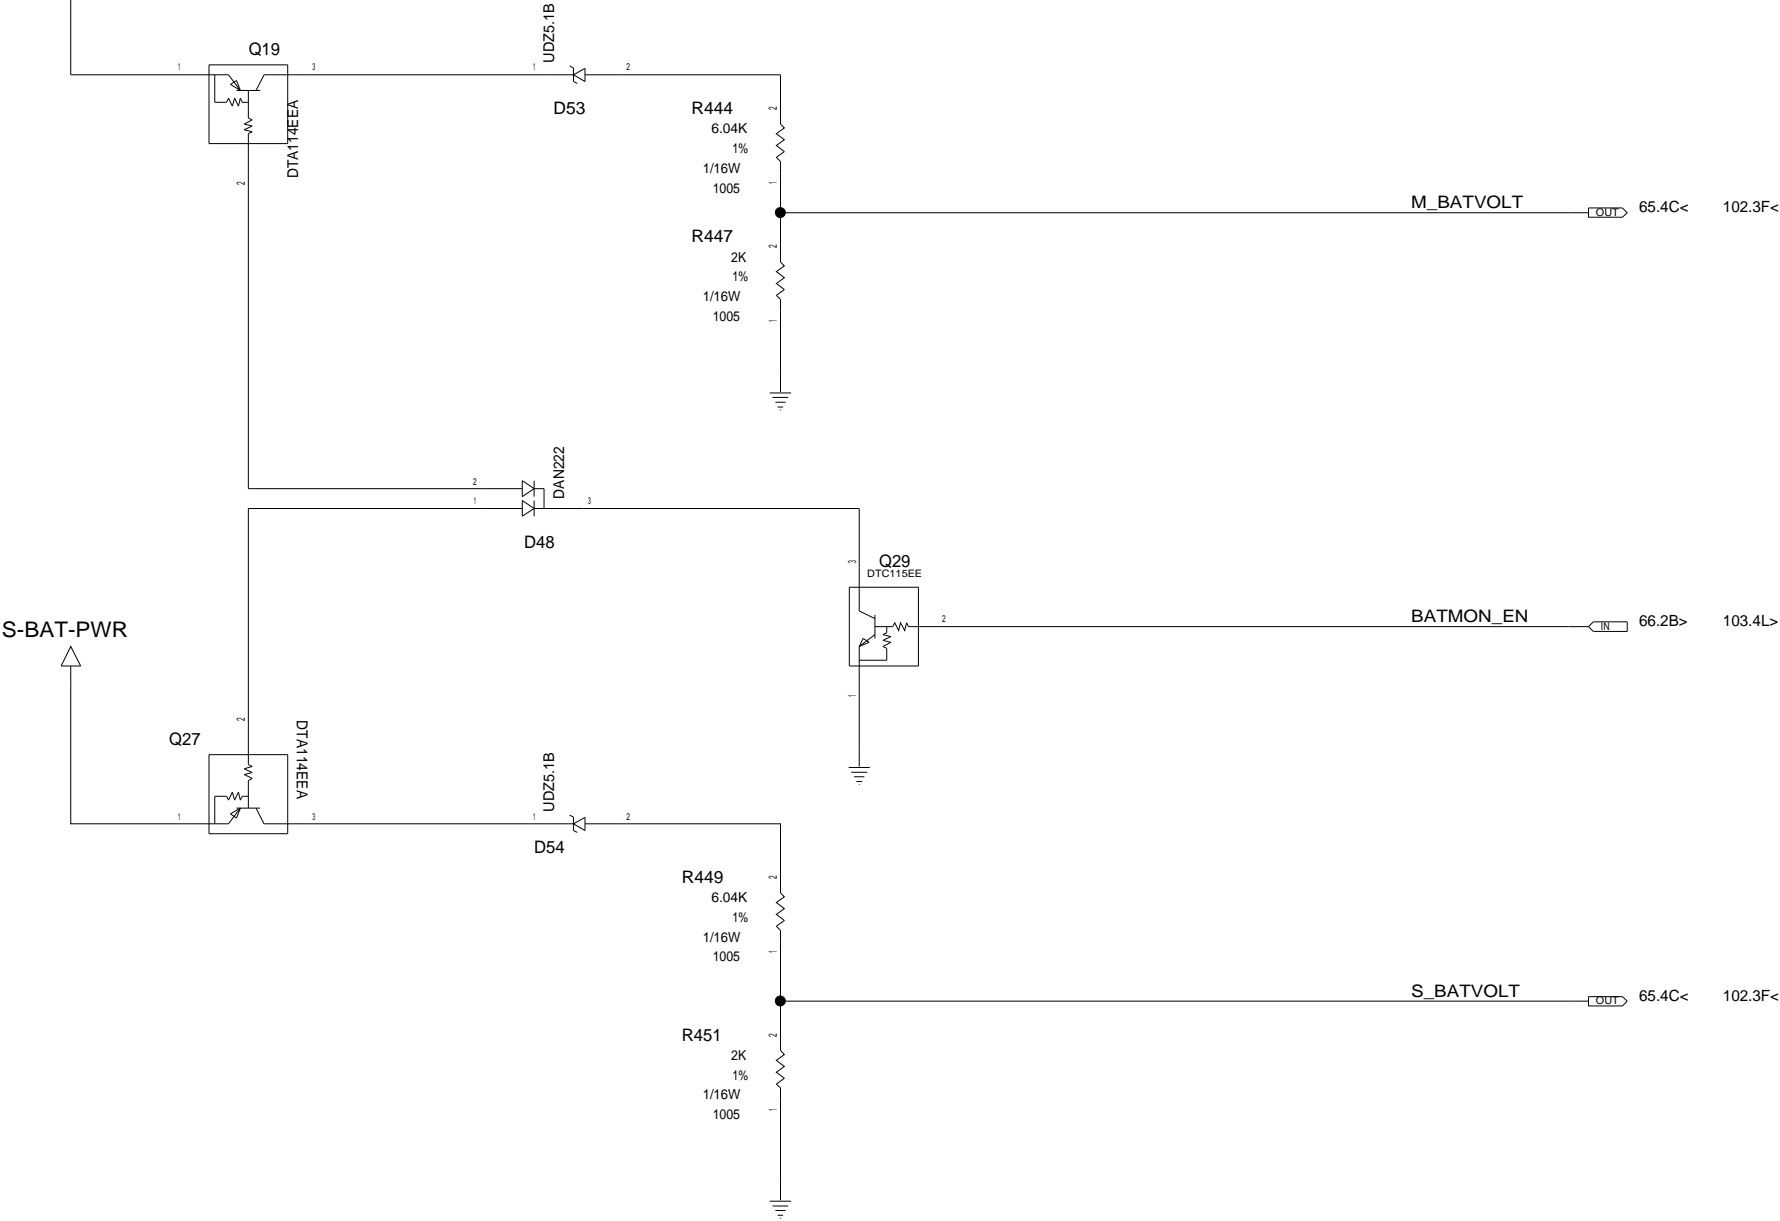 UDZ5.1B
Q19
1
3
1
2
D53
DTA114EEA
2
R444
6.04K
1%
1/16W
1005
2
1
M_BATVOLT
OUT
65.4C<
102.3F<
R447
2K
1%
1/16W
1005
2
1
DAN222
2
1
3
D48
3
Q29
DTC115EE
2
BATMON_EN
IN
66.2B>
103.4L>
1
S-BAT-PWR
2
Q27
DTA114EEA
UDZ5.1B
1
3
1
2
D54
R449
6.04K
1%
1/16W
1005
2
1
S_BATVOLT
OUT
65.4C<
102.3F<
R451
2K
1%
1/16W
1005
2
1